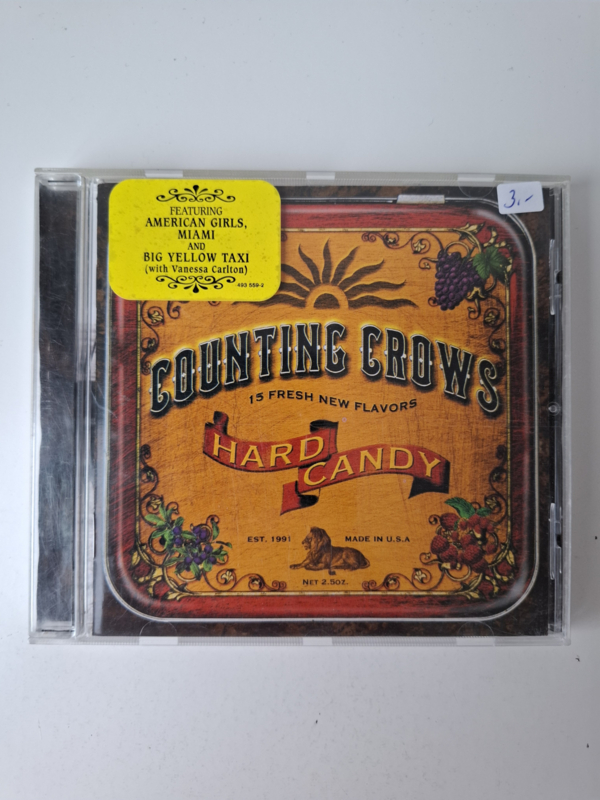 FEATURING
AMERICAN GIRLS,
MIAMI
AND
BIG YELLOW TAXI
(with Vanessa Carlton)
493 559-2
3.-
COUNTING CROWS
15 FRESH NEW FLAVORS
HARD
CANDY
EST. 1991
MADE IN U.S.A
NET 2.5OZ.